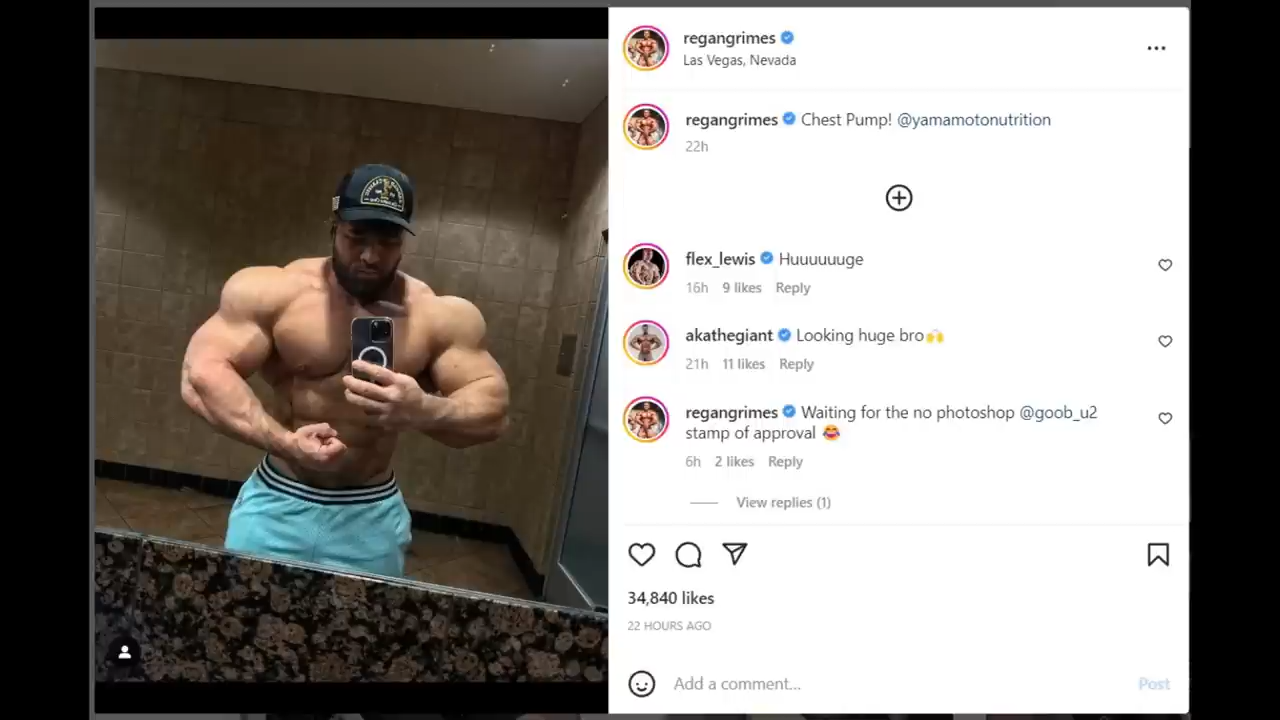 regangrimes
Las Vegas, Nevada
regangrimes Chest Pump! @yamamotonutrition
22h
flex_lewis Huuuuuuge
16h 9 likes Reply
akathegiant Looking huge bro🙌
21h 11 likes Reply
regangrimes Waiting for the no photoshop @goob_u2
stamp of approval 😂
6h 2 likes Reply
View replies (1)
34,840 likes
22 HOURS AGO
Add a comment...
Post